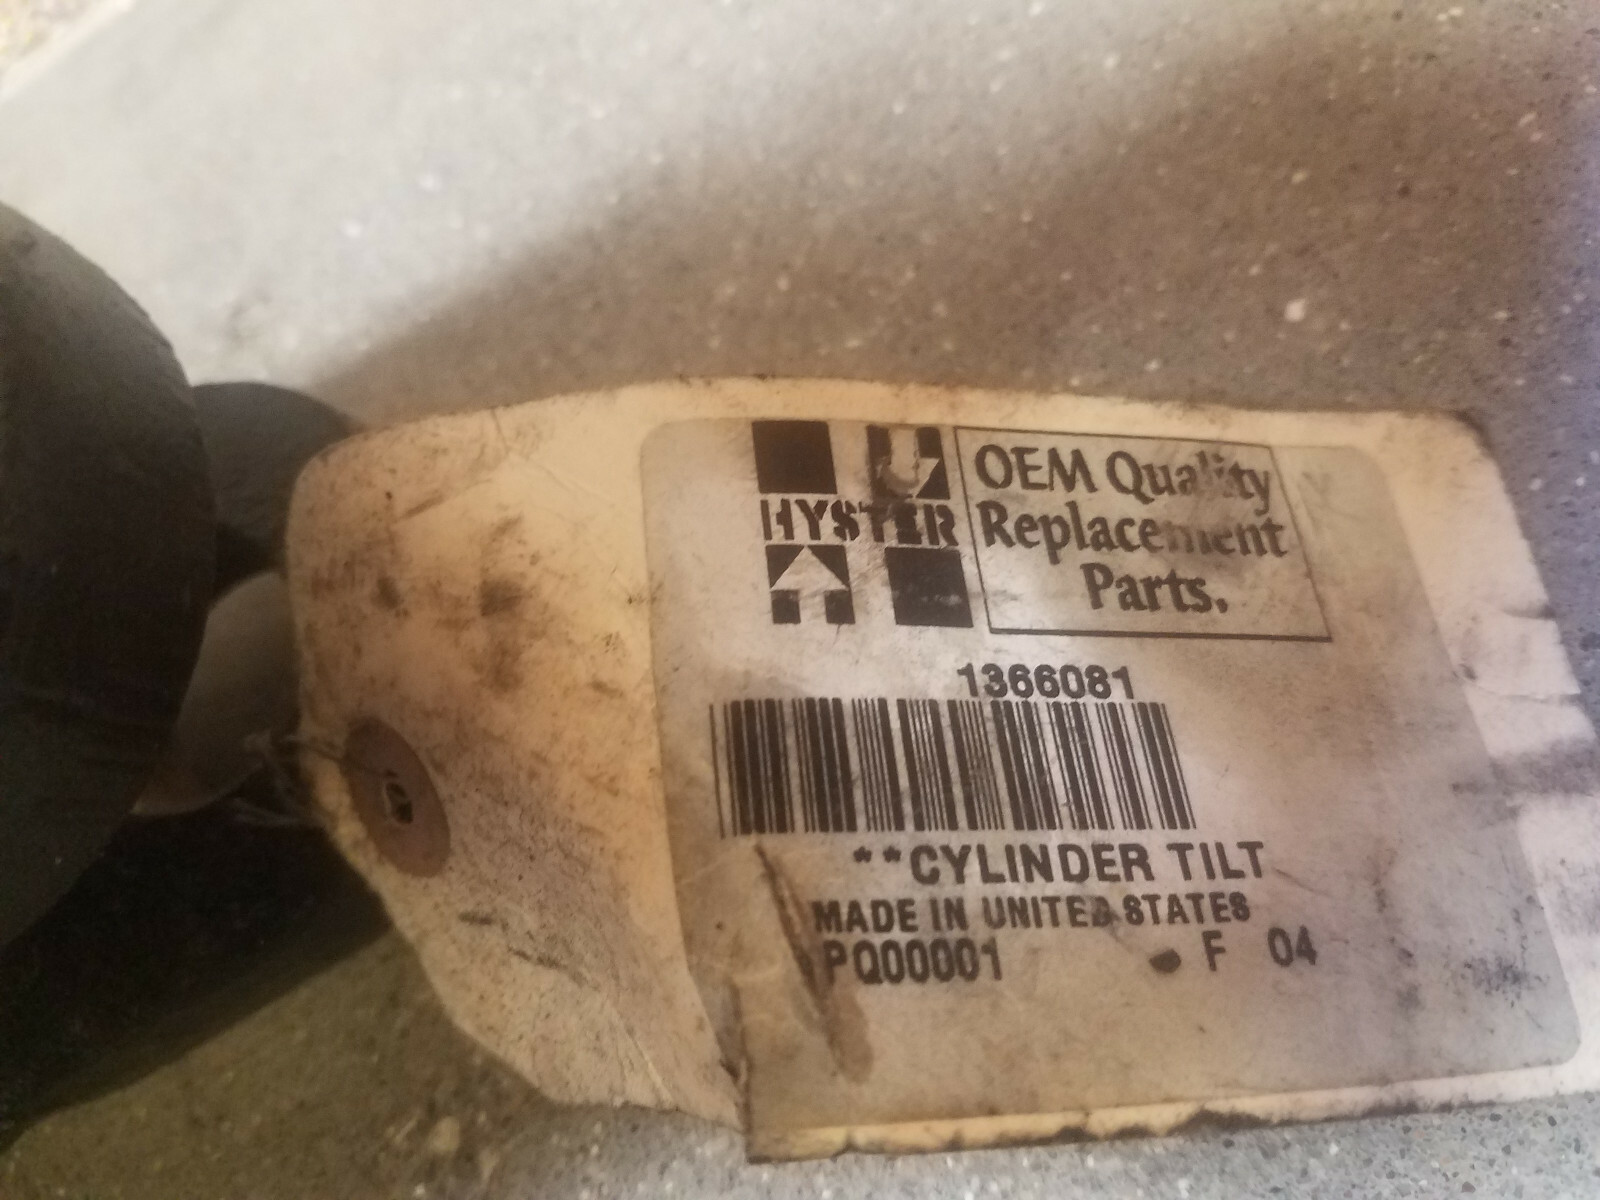 HYSTER
OEM Quality
Replacement
Parts.
1366081
**CYLINDER TILT
MADE IN UNITED STATES
PQ00001 F 04